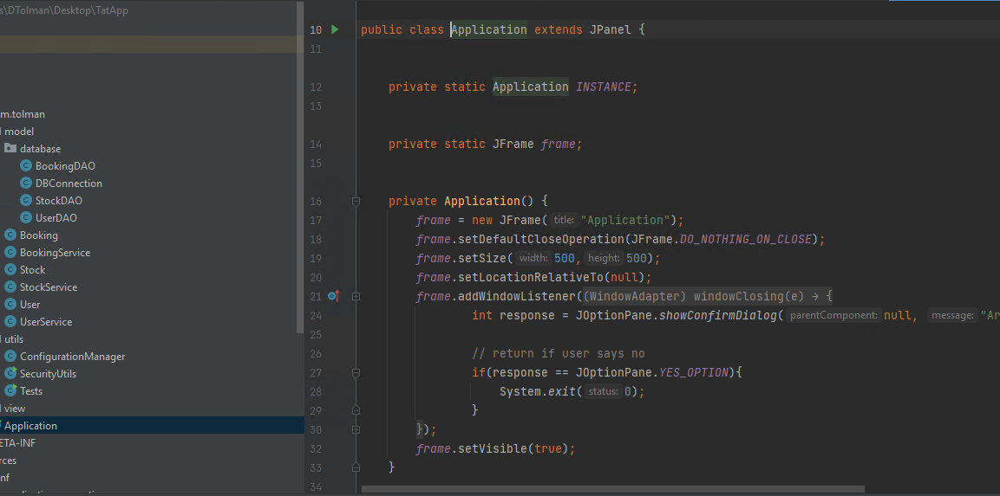 s\DTolman\Desktop\TatApp
m.tolman
model
database
BookingDAO
DBConnection
StockDAO
UserDAO
Booking
BookingService
Stock
StockService
User
UserService
utils
ConfigurationManager
SecurityUtils
Tests
view
Application
ETA-INF
rces
nf
10 public class Application extends JPanel {
11
12 private static Application INSTANCE;
13
14 private static JFrame frame;
15
16 private Application() {
17 frame = new JFrame( title: "Application");
18 frame.setDefaultCloseOperation(JFrame.DO_NOTHING_ON_CLOSE);
19 frame.setSize( width: 500, height: 500);
20 frame.setLocationRelativeTo(null);
21 frame.addWindowListener((WindowAdapter) windowClosing(e) → {
24 int response = JOptionPane.showConfirmDialog( parentComponent: null, message: "Ar
25
26 // return if user says no
27 if(response == JOptionPane.YES_OPTION){
28 System.exit( status: 0);
29 }
30 });
32 frame.setVisible(true);
33 }
34